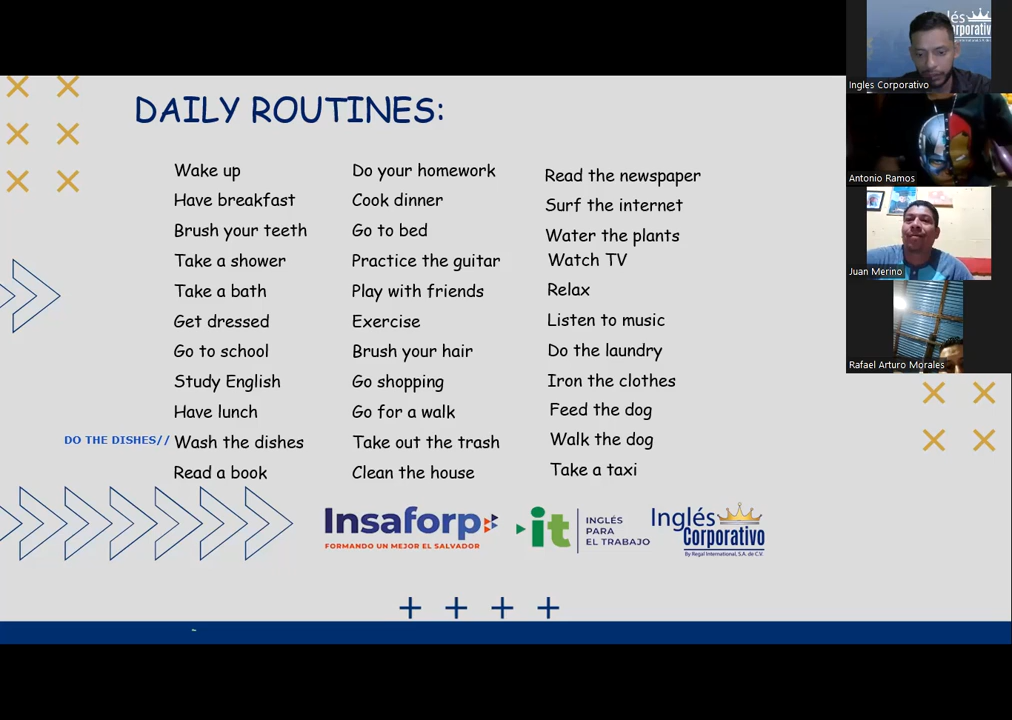 DAILY ROUTINES:
Wake up
Have breakfast
Brush your teeth
Take a shower
Take a bath
Get dressed
Go to school
Study English
Have lunch
DO THE DISHES// Wash the dishes
Read a book
Do your homework
Cook dinner
Go to bed
Practice the guitar
Play with friends
Exercise
Brush your hair
Go shopping
Go for a walk
Take out the trash
Clean the house
Read the newspaper
Surf the internet
Water the plants
Watch TV
Relax
Listen to music
Do the laundry
Iron the clothes
Feed the dog
Walk the dog
Take a taxi
Insaforp
FORMANDO UN MEJOR EL SALVADOR
it
INGLÉS
PARA
EL TRABAJO
Inglés
Corporativo
By Regal International, S.A. de C.V.
Ingles Corporativo
Antonio Ramos
Juan Merino
Rafael Arturo Morales